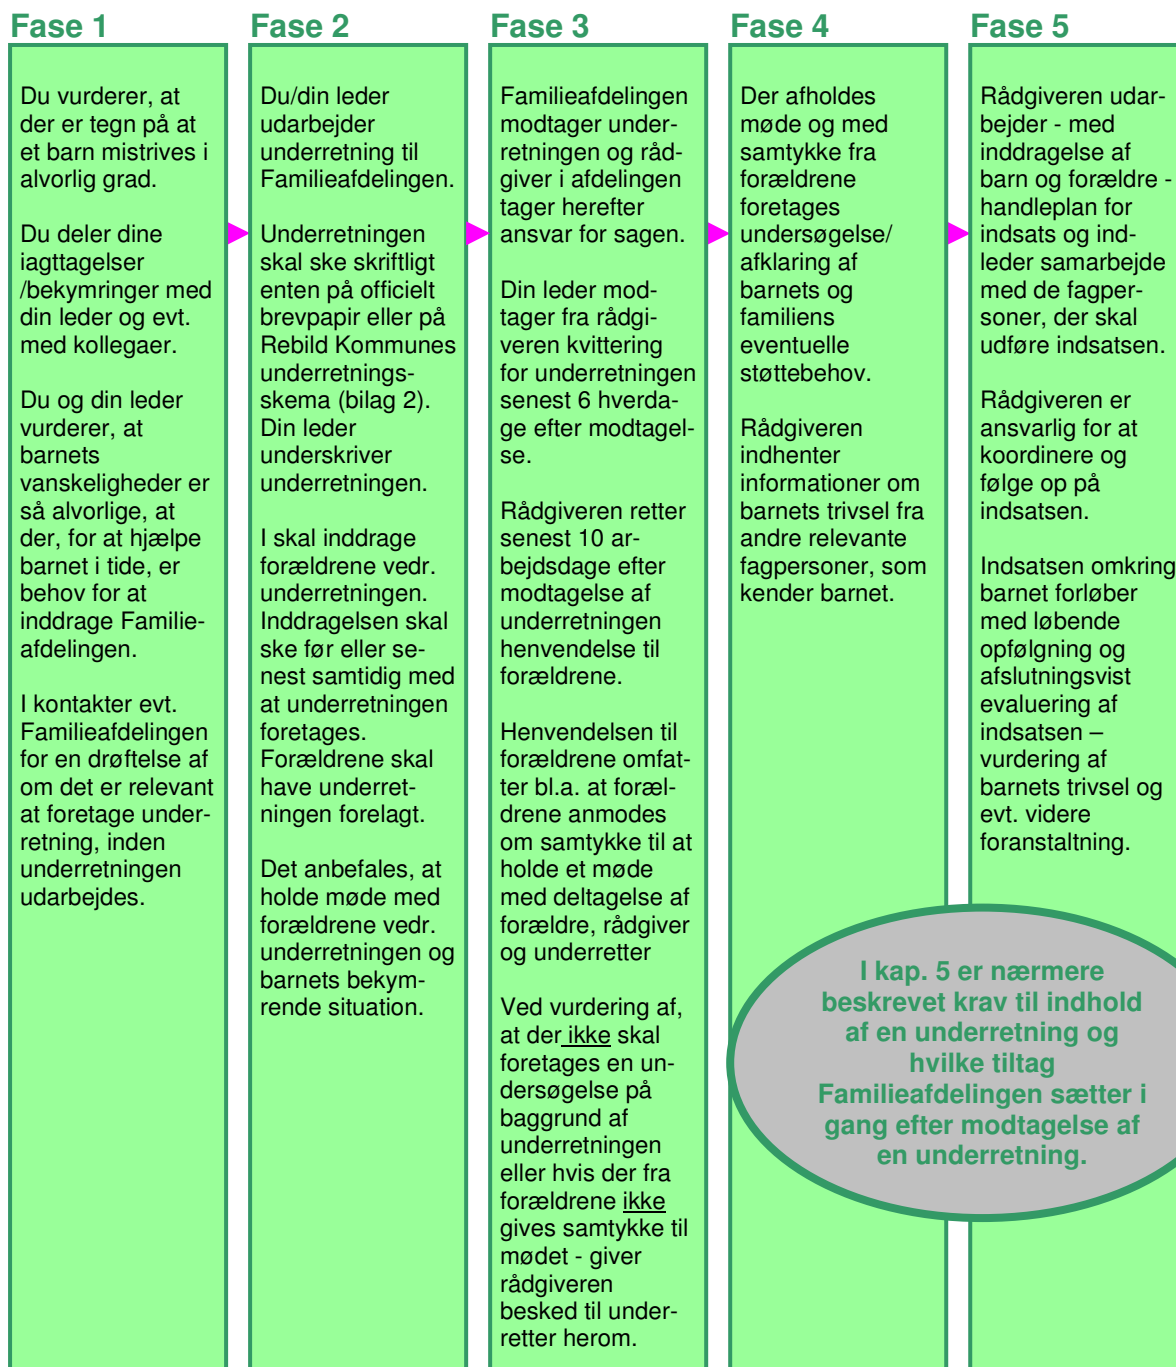 Fase 1
Du vurderer, at
der er tegn på at
et barn mistrives i
alvorlig grad.
Du deler dine
iagttagelser
/bekymringer med
din leder og evt.
med kollegaer.
Du og din leder
vurderer, at
barnets
vanskeligheder er
så alvorlige, at
der, for at hjælpe
barnet i tide, er
behov for at
inddrage Familie-
afdelingen.
I kontakter evt.
Familieafdelingen
for en drøftelse af
om det er relevant
at foretage under-
retning, inden
underretningen
udarbejdes.
Fase 2
Du/din leder
udarbejder
underretning til
Familieafdelingen.
Underretningen
skal ske skriftligt
enten på officielt
brevpapir eller på
Rebild Kommunes
underretnings-
skema (bilag 2).
Din leder
underskriver
underretningen.
I skal inddrage
forældrene vedr.
underretningen.
Inddragelsen skal
ske før eller se-
nest samtidig med
at underretningen
foretages.
Forældrene skal
have underret-
ningen forelagt.
Det anbefales, at
holde møde med
forældrene vedr.
underretningen og
barnets bekym-
rende situation.
Fase 3
Familieafdelingen
modtager under-
retningen og råd-
giver i afdelingen
tager herefter
ansvar for sagen.
Din leder mod-
tager fra rådgi-
veren kvittering
for underretningen
senest 6 hverda-
ge efter modtagel-
se.
Rådgiveren retter
senest 10 ar-
bejdsdage efter
modtagelse af
underretningen
henvendelse til
forældrene.
Henvendelsen til
forældrene omfat-
ter bl.a. at foræl-
drene anmodes
om samtykke til at
holde et møde
med deltagelse af
forældre, rådgiver
og underretter
Ved vurdering af,
at der ikke skal
foretages en un-
dersøgelse på
baggrund af
underretningen
eller hvis der fra
forældrene ikke
gives samtykke til
mødet - giver
rådgiveren
besked til under-
retter herom.
Fase 4
Der afholdes
møde og med
samtykke fra
forældrene
foretages
undersøgelse/
afklaring af
barnets og
familiens
eventuelle
støttebehov.
Rådgiveren
indhenter
informationer om
barnets trivsel fra
andre relevante
fagpersoner, som
kender barnet.
Fase 5
Rådgiveren udar-
bejder - med
inddragelse af
barn og forældre -
handleplan for
indsats og ind-
leder samarbejde
med de fagper-
soner, der skal
udføre indsatsen.
Rådgiveren er
ansvarlig for at
koordinere og
følge op på
indsatsen.
Indsatsen omkring
barnet forløber
med løbende
opfølgning og
afslutningsvist
evaluering af
indsatsen –
vurdering af
barnets trivsel og
evt. videre
foranstaltning.
I kap. 5 er nærmere
beskrevet krav til indhold
af en underretning og
hvilke tiltag
Familieafdelingen sætter i
gang efter modtagelse af
en underretning.